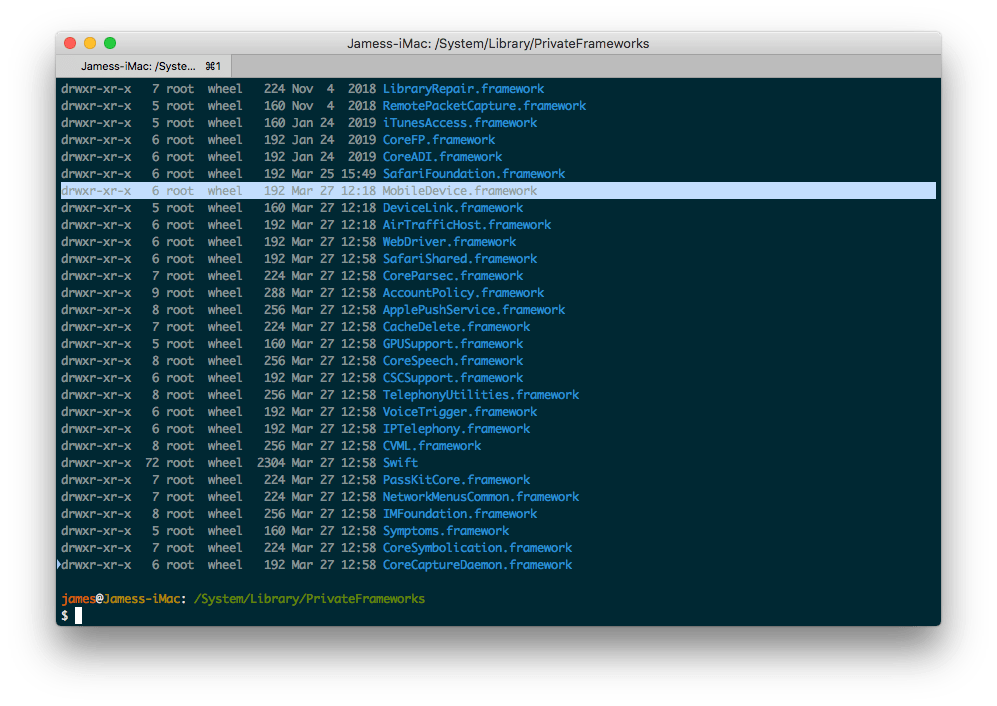 Jamess-iMac: /System/Library/PrivateFrameworks
Jamess-iMac: /Syste... ⌘1
drwxr-xr-x   7 root  wheel   224 Nov  4  2018 LibraryRepair.framework
drwxr-xr-x   5 root  wheel   160 Nov  4  2018 RemotePacketCapture.framework
drwxr-xr-x   5 root  wheel   160 Jan 24  2019 iTunesAccess.framework
drwxr-xr-x   6 root  wheel   192 Jan 24  2019 CoreFP.framework
drwxr-xr-x   6 root  wheel   192 Jan 24  2019 CoreADI.framework
drwxr-xr-x   6 root  wheel   192 Mar 25 15:49 SafariFoundation.framework
drwxr-xr-x   6 root  wheel   192 Mar 27 12:18 MobileDevice.framework
drwxr-xr-x   5 root  wheel   160 Mar 27 12:18 DeviceLink.framework
drwxr-xr-x   6 root  wheel   192 Mar 27 12:18 AirTrafficHost.framework
drwxr-xr-x   6 root  wheel   192 Mar 27 12:58 WebDriver.framework
drwxr-xr-x   6 root  wheel   192 Mar 27 12:58 SafariShared.framework
drwxr-xr-x   7 root  wheel   224 Mar 27 12:58 CoreParsec.framework
drwxr-xr-x   9 root  wheel   288 Mar 27 12:58 AccountPolicy.framework
drwxr-xr-x   8 root  wheel   256 Mar 27 12:58 ApplePushService.framework
drwxr-xr-x   7 root  wheel   224 Mar 27 12:58 CacheDelete.framework
drwxr-xr-x   5 root  wheel   160 Mar 27 12:58 GPUSupport.framework
drwxr-xr-x   8 root  wheel   256 Mar 27 12:58 CoreSpeech.framework
drwxr-xr-x   6 root  wheel   192 Mar 27 12:58 CSCSupport.framework
drwxr-xr-x   8 root  wheel   256 Mar 27 12:58 TelephonyUtilities.framework
drwxr-xr-x   6 root  wheel   192 Mar 27 12:58 VoiceTrigger.framework
drwxr-xr-x   6 root  wheel   192 Mar 27 12:58 IPTelephony.framework
drwxr-xr-x   8 root  wheel   256 Mar 27 12:58 CVML.framework
drwxr-xr-x  72 root  wheel  2304 Mar 27 12:58 Swift
drwxr-xr-x   7 root  wheel   224 Mar 27 12:58 PassKitCore.framework
drwxr-xr-x   7 root  wheel   224 Mar 27 12:58 NetworkMenusCommon.framework
drwxr-xr-x   8 root  wheel   256 Mar 27 12:58 IMFoundation.framework
drwxr-xr-x   5 root  wheel   160 Mar 27 12:58 Symptoms.framework
drwxr-xr-x   7 root  wheel   224 Mar 27 12:58 CoreSymbolication.framework
drwxr-xr-x   6 root  wheel   192 Mar 27 12:58 CoreCaptureDaemon.framework
james@Jamess-iMac: /System/Library/PrivateFrameworks
$